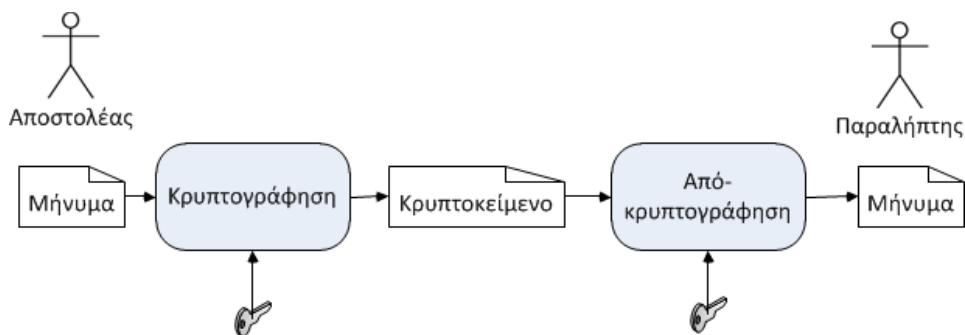 Αποστολέας
Παραλήπτης
Μήνυμα
Κρυπτογράφηση
Κρυπτοκείμενο
Από-
κρυπτογράφηση
Μήνυμα